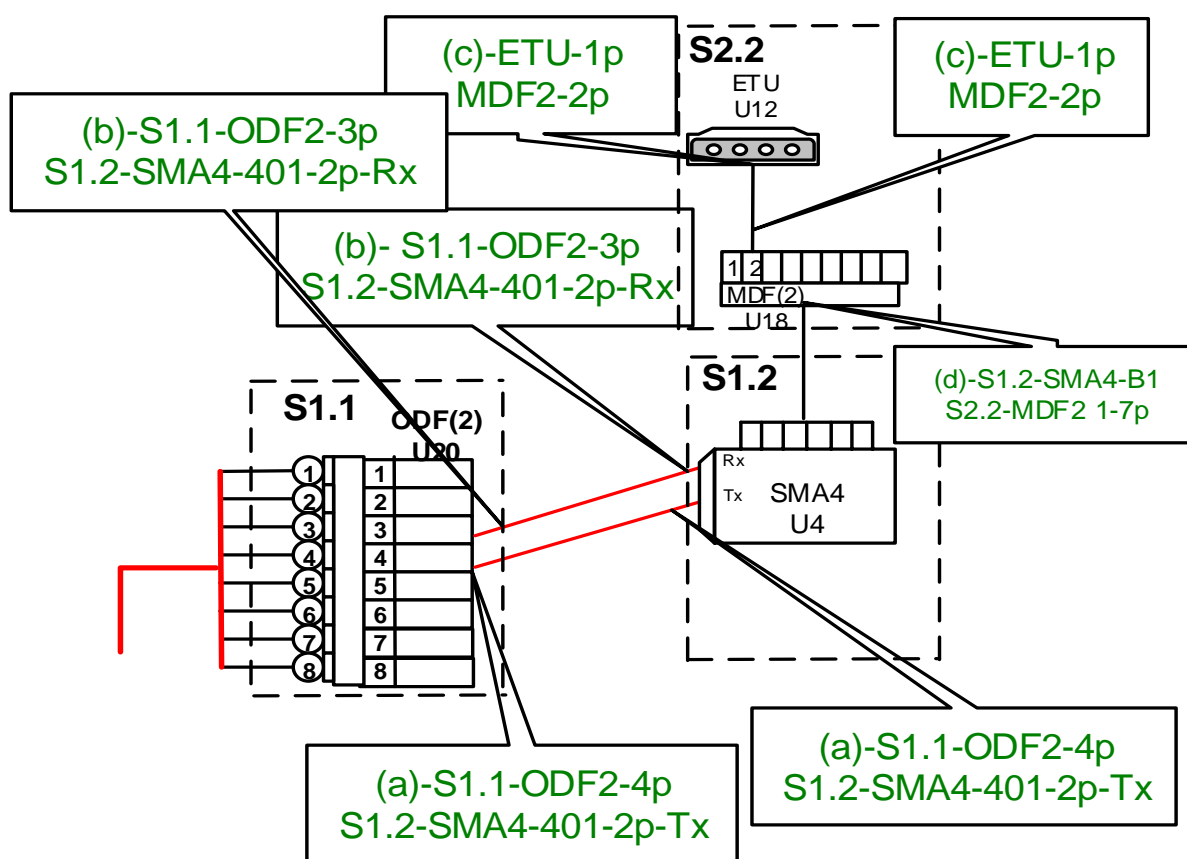 (c)-ETU-1p
MDF2-2p
S2.2
ETU
U12
(c)-ETU-1p
MDF2-2p
(b)-S1.1-ODF2-3p
S1.2-SMA4-401-2p-Rx
(b)- S1.1-ODF2-3p
S1.2-SMA4-401-2p-Rx
1 2
MDF(2)
U18
S1.2
(d)-S1.2-SMA4-B1
S2.2-MDF2 1-7p
S1.1
ODF(2)
U20
Rx
Tx
SMA4
U4
1 1
2 2
3 3
4 4
5 5
6 6
7 7
8 8
(a)-S1.1-ODF2-4p
S1.2-SMA4-401-2p-Tx
(a)-S1.1-ODF2-4p
S1.2-SMA4-401-2p-Tx